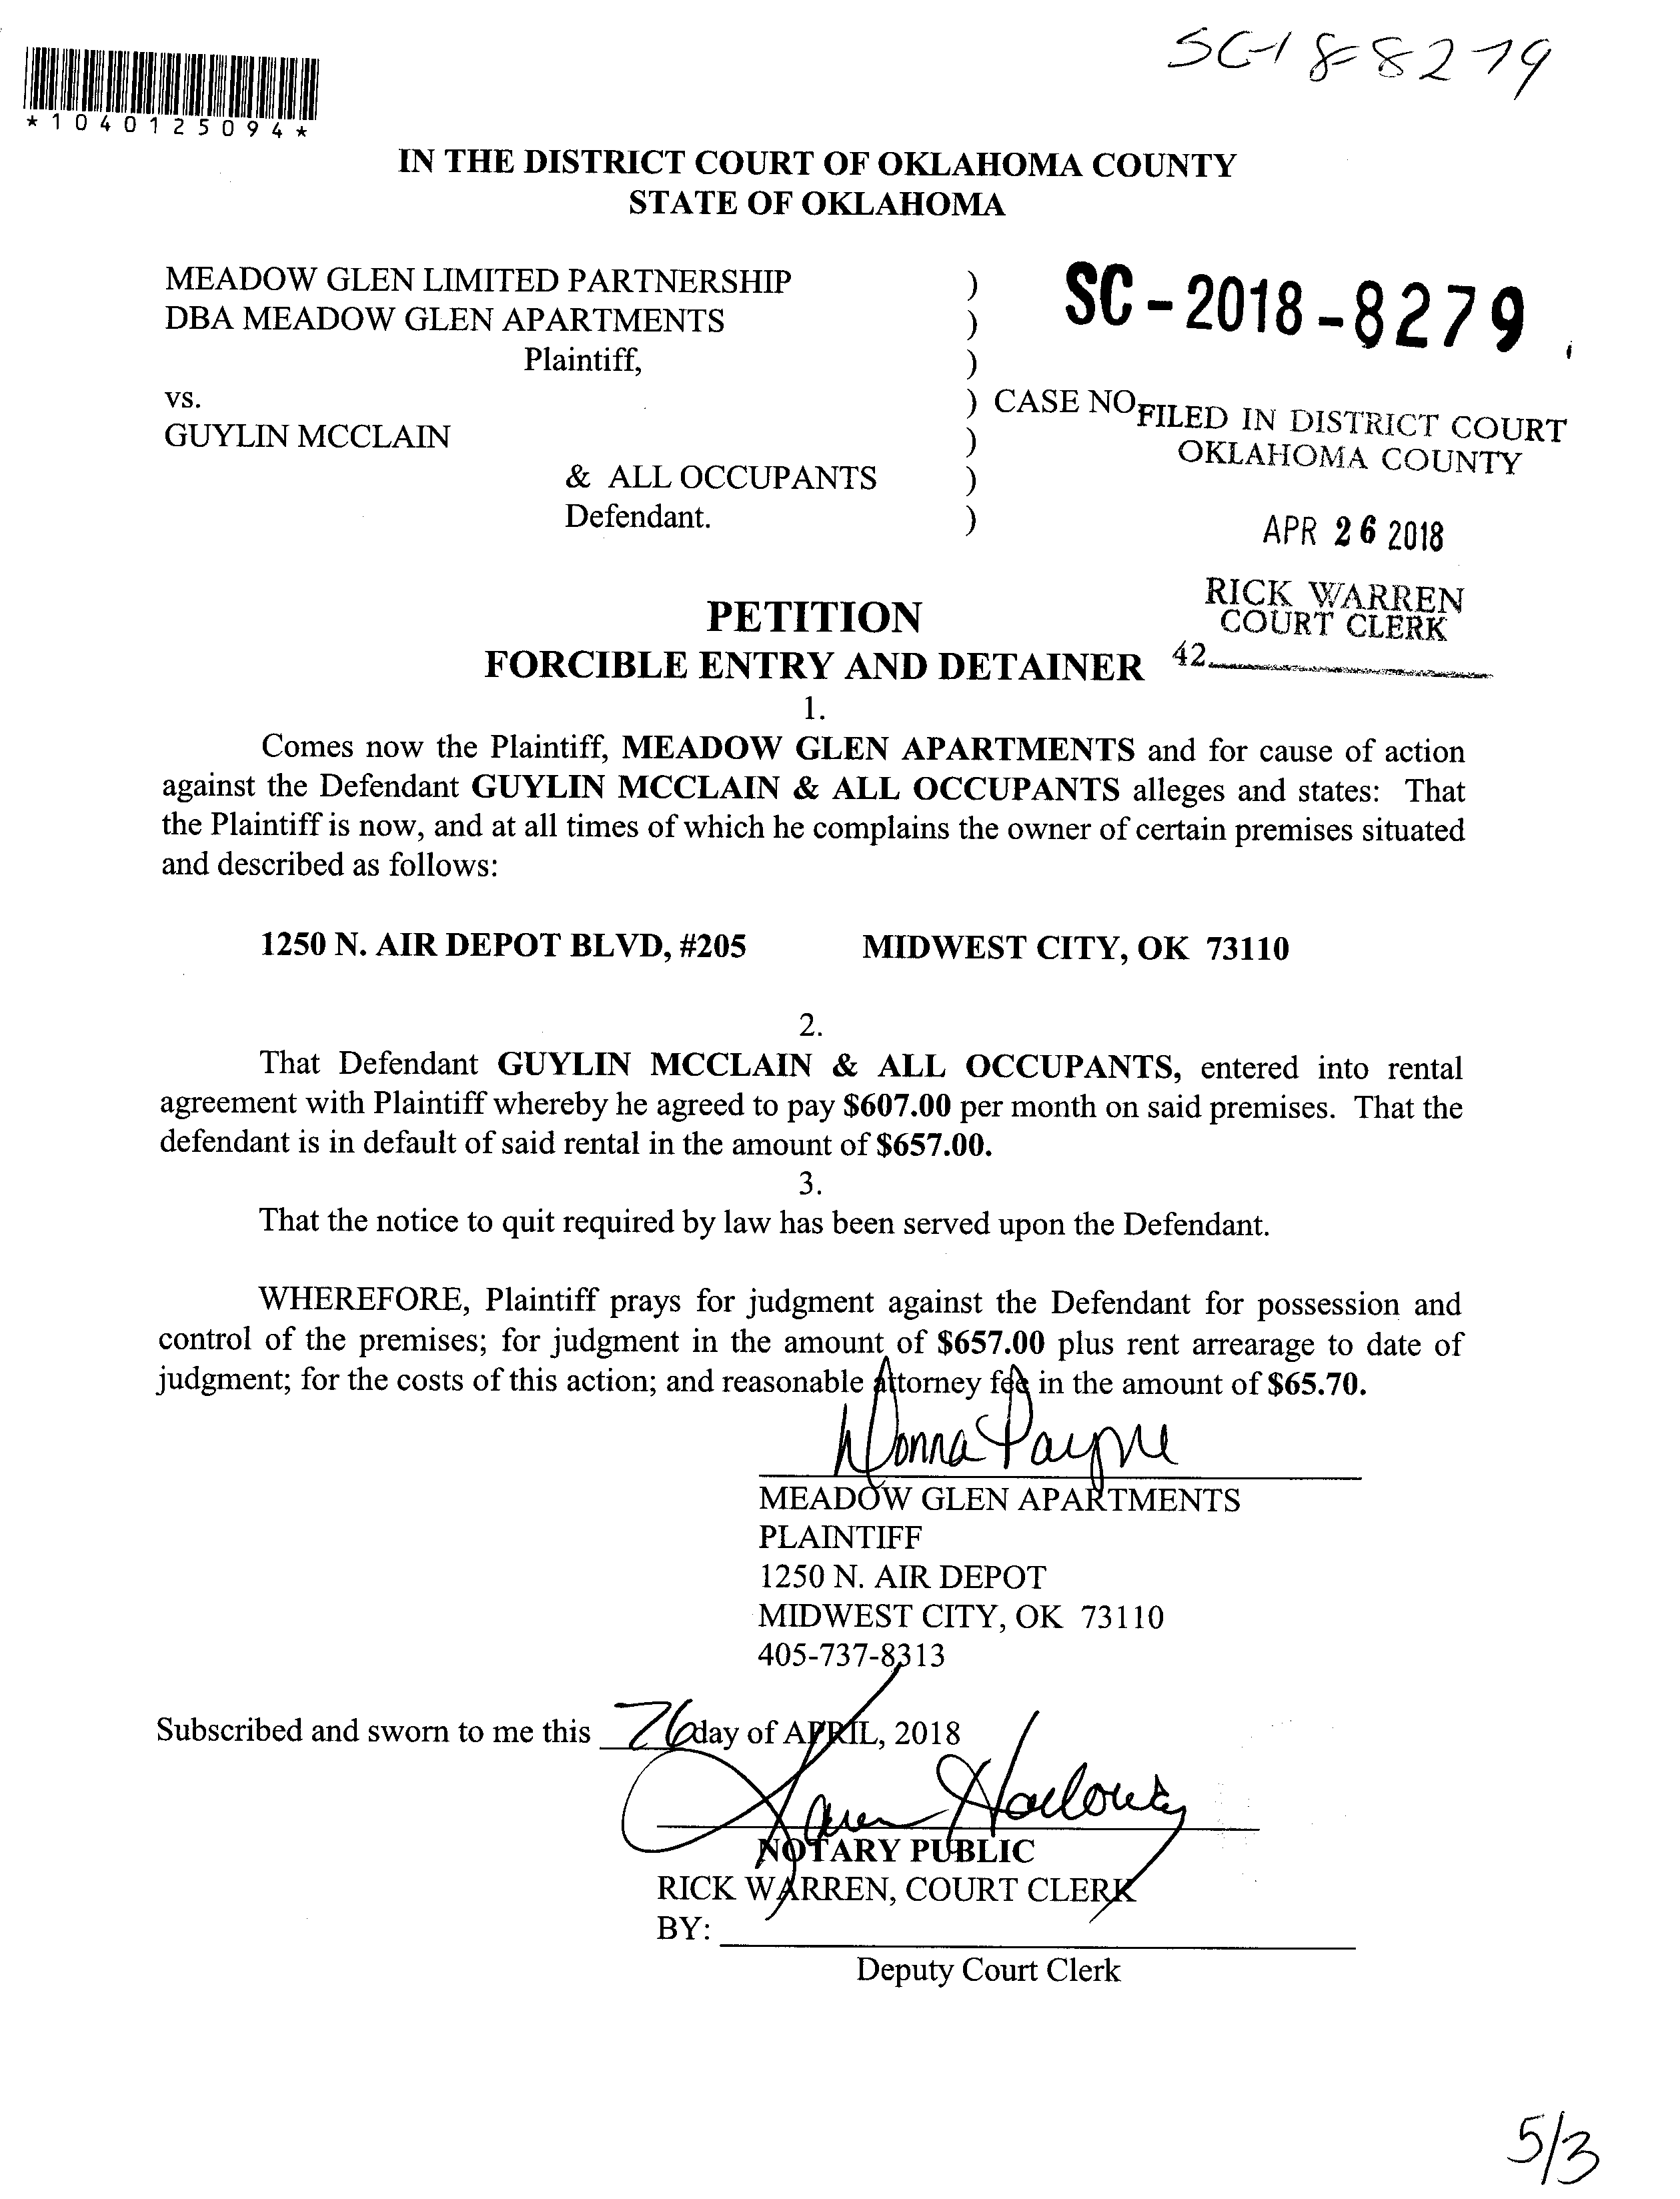 SC-18-8279
*1040125094*
IN THE DISTRICT COURT OF OKLAHOMA COUNTY
STATE OF OKLAHOMA
MEADOW GLEN LIMITED PARTNERSHIP )
DBA MEADOW GLEN APARTMENTS )
Plaintiff, )
SC-2018-8279
vs. ) CASE NO
GUYLIN MCCLAIN )
& ALL OCCUPANTS )
Defendant. )
FILED IN DISTRICT COURT
OKLAHOMA COUNTY
APR 26 2018
RICK WARREN
COURT CLERK
42
PETITION
FORCIBLE ENTRY AND DETAINER
1.
Comes now the Plaintiff, MEADOW GLEN APARTMENTS and for cause of action
against the Defendant GUYLIN MCCLAIN & ALL OCCUPANTS alleges and states: That
the Plaintiff is now, and at all times of which he complains the owner of certain premises situated
and described as follows:
1250 N. AIR DEPOT BLVD, #205 MIDWEST CITY, OK 73110
2.
That Defendant GUYLIN MCCLAIN & ALL OCCUPANTS, entered into rental
agreement with Plaintiff whereby he agreed to pay $607.00 per month on said premises. That the
defendant is in default of said rental in the amount of $657.00.
3.
That the notice to quit required by law has been served upon the Defendant.
WHEREFORE, Plaintiff prays for judgment against the Defendant for possession and
control of the premises; for judgment in the amount of $657.00 plus rent arrearage to date of
judgment; for the costs of this action; and reasonable attorney fee in the amount of $65.70.
Donna Payne
MEADOW GLEN APARTMENTS
PLAINTIFF
1250 N. AIR DEPOT
MIDWEST CITY, OK 73110
405-737-8313
Subscribed and sworn to me this 26 day of APRIL, 2018
Karen Holloway
NOTARY PUBLIC
RICK WARREN, COURT CLERK
BY:
Deputy Court Clerk
5/3